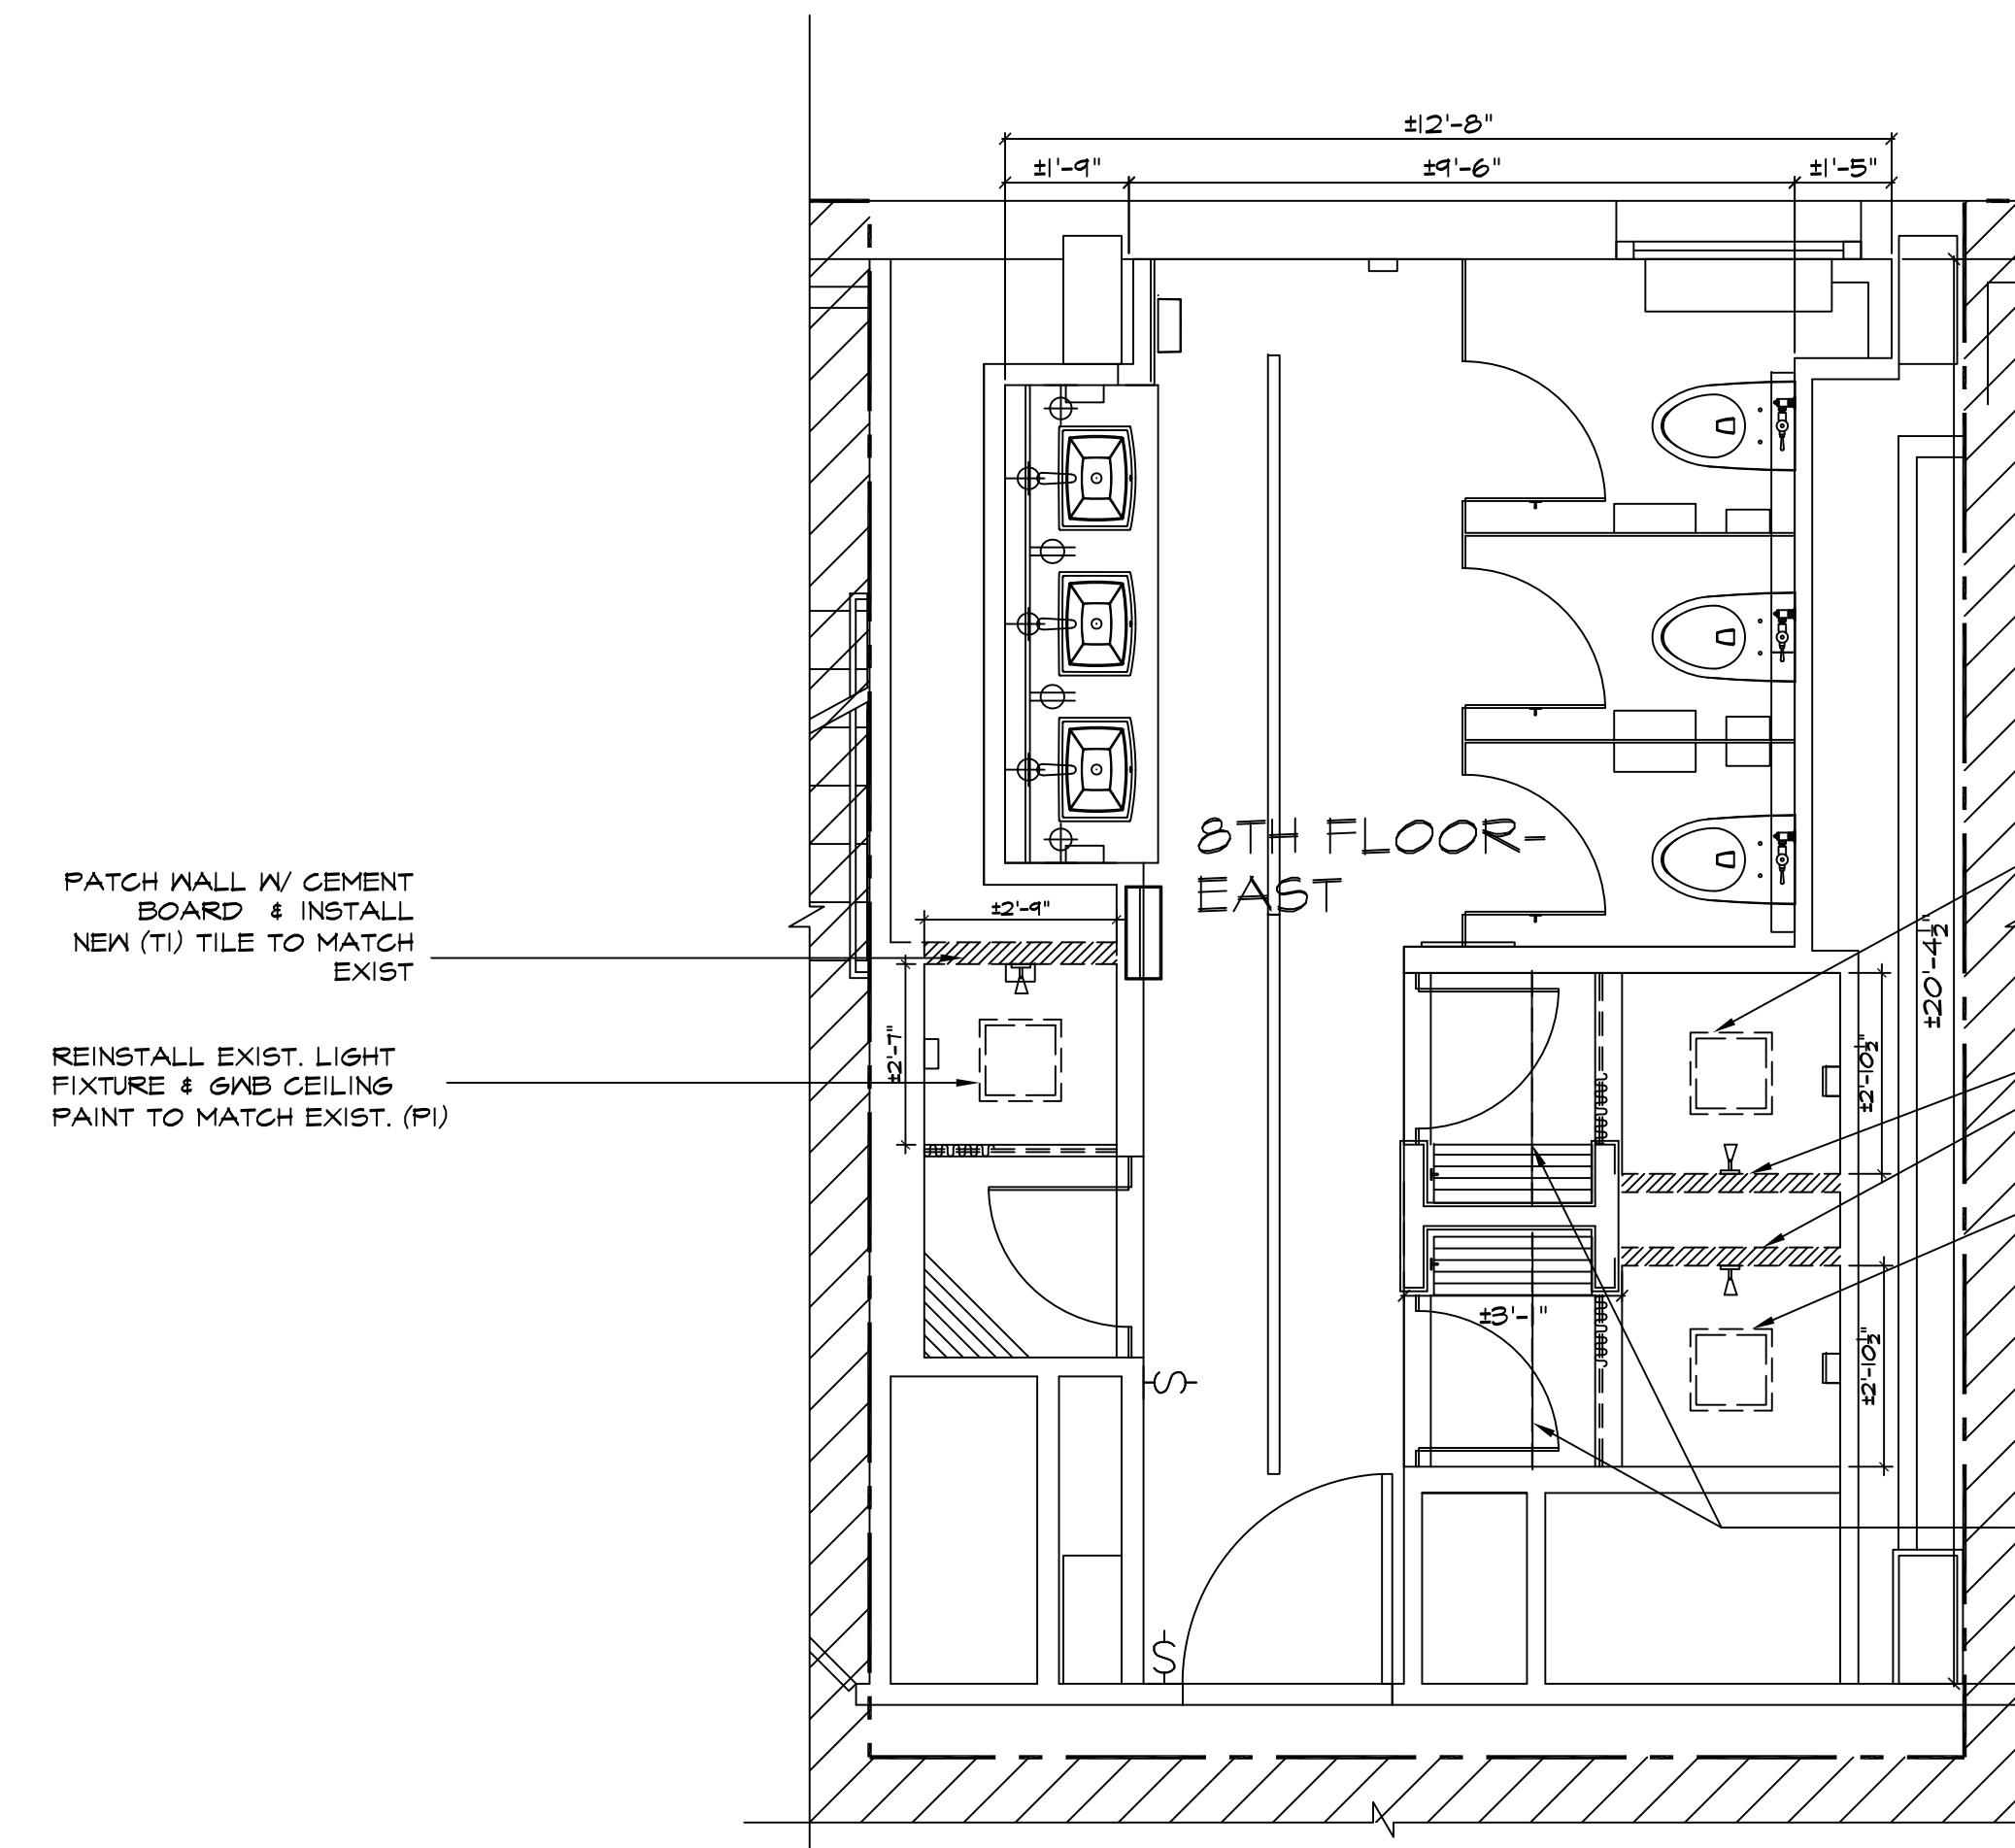 ±12'-8"
±1'-9"
±9'-6"
±1'-5"
8TH FLOOR-
EAST
PATCH WALL W/ CEMENT
BOARD & INSTALL
NEW (T1) TILE TO MATCH
EXIST
±2'-9"
±20'-4½"
±2'-7"
±2'-10½"
REINSTALL EXIST. LIGHT
FIXTURE & GWB CEILING
PAINT TO MATCH EXIST. (P1)
±3'-1"
±2'-10½"
S
S